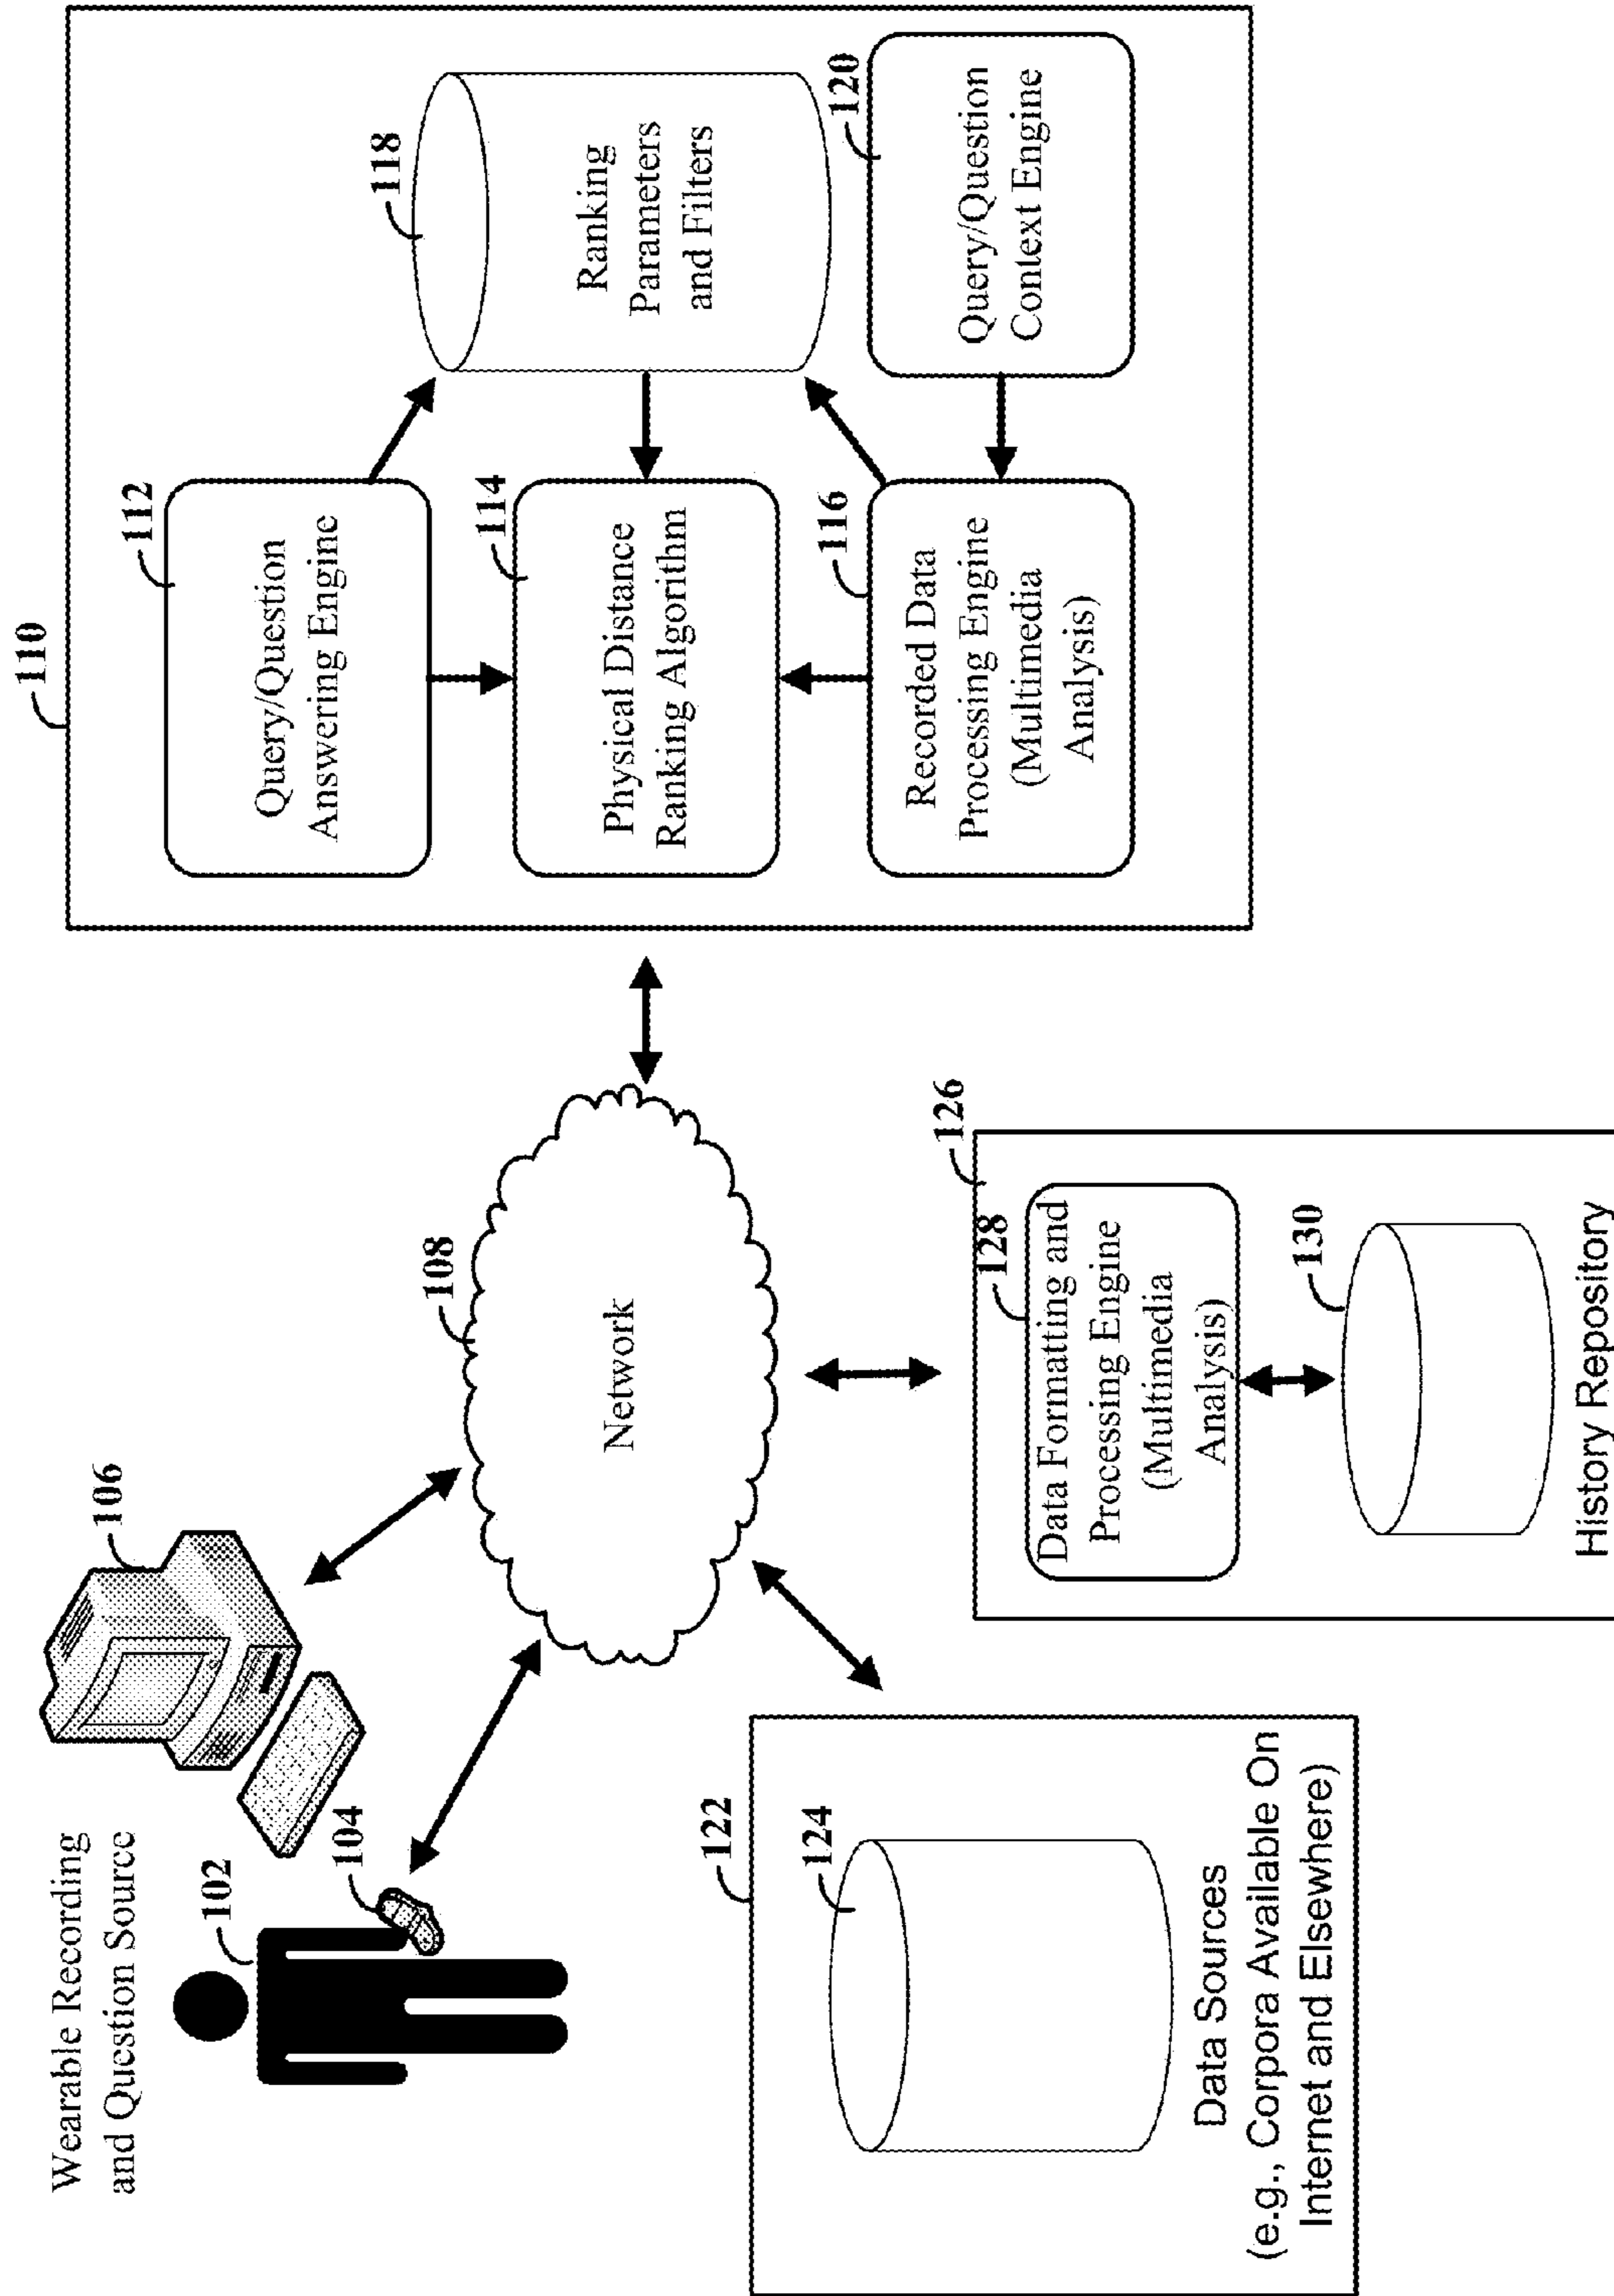 Wearable Recording
and Question Source
102
104
106
108
Network
110
112
Query/Question
Answering Engine
114
Physical Distance
Ranking Algorithm
116
Recorded Data
Processing Engine
(Multimedia
Analysis)
118
Ranking
Parameters
and Filters
120
Query/Question
Context Engine
122
124
Data Sources
(e.g., Corpora Available On
Internet and Elsewhere)
126
128
Data Formatting and
Processing Engine
(Multimedia
Analysis)
130
History Repository